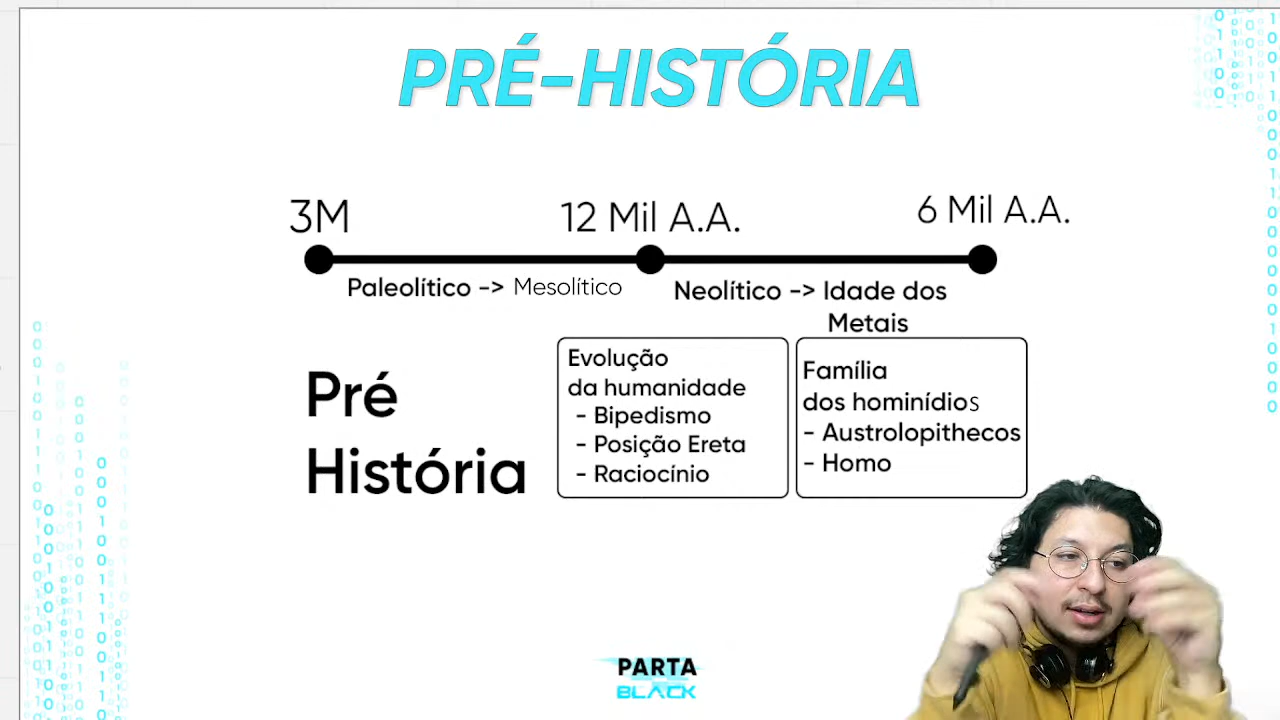 PRÉ-HISTÓRIA
3M
12 Mil A.A.
6 Mil A.A.
Paleolítico -> Mesolítico
Neolítico -> Idade dos
Metais
Pré
História
Evolução
da humanidade
- Bipedismo
- Posição Ereta
- Raciocínio
Família
dos hominídios
- Austrolopithecos
- Homo
PARTA
BLACK